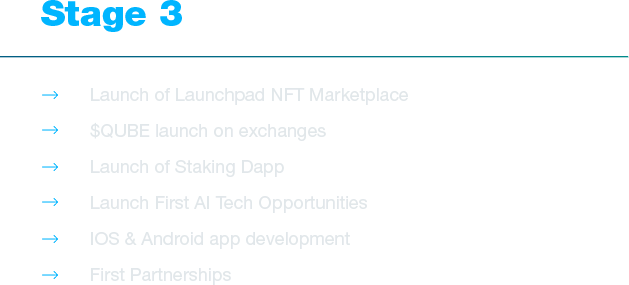 Stage 3
Launch of Launchpad NFT Marketplace
$QUBE launch on exchanges
Launch of Staking Dapp
Launch First AI Tech Opportunities
IOS & Android app development
First Partnerships